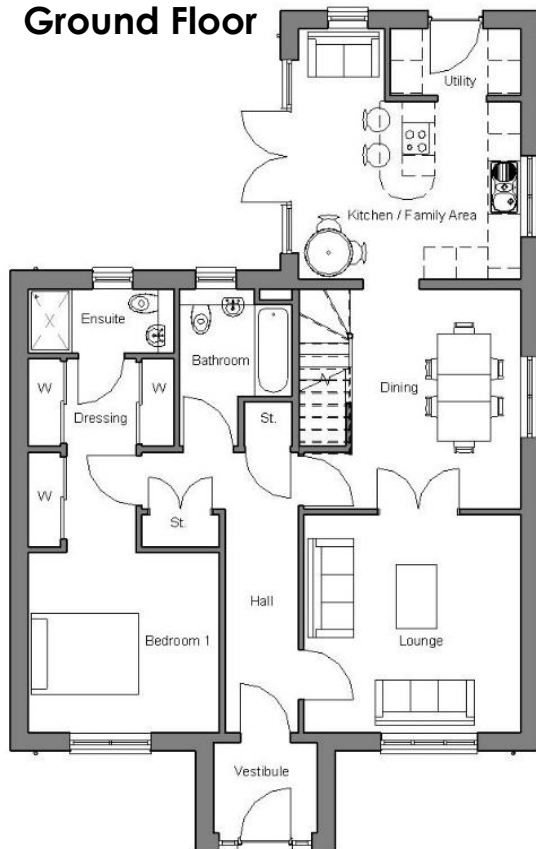 Ground Floor
Utility
Kitchen / Family Area
Ensuite
Bathroom
W
W
Dressing
Dining
St.
W
St.
Hall
Bedroom 1
Lounge
Vestibule